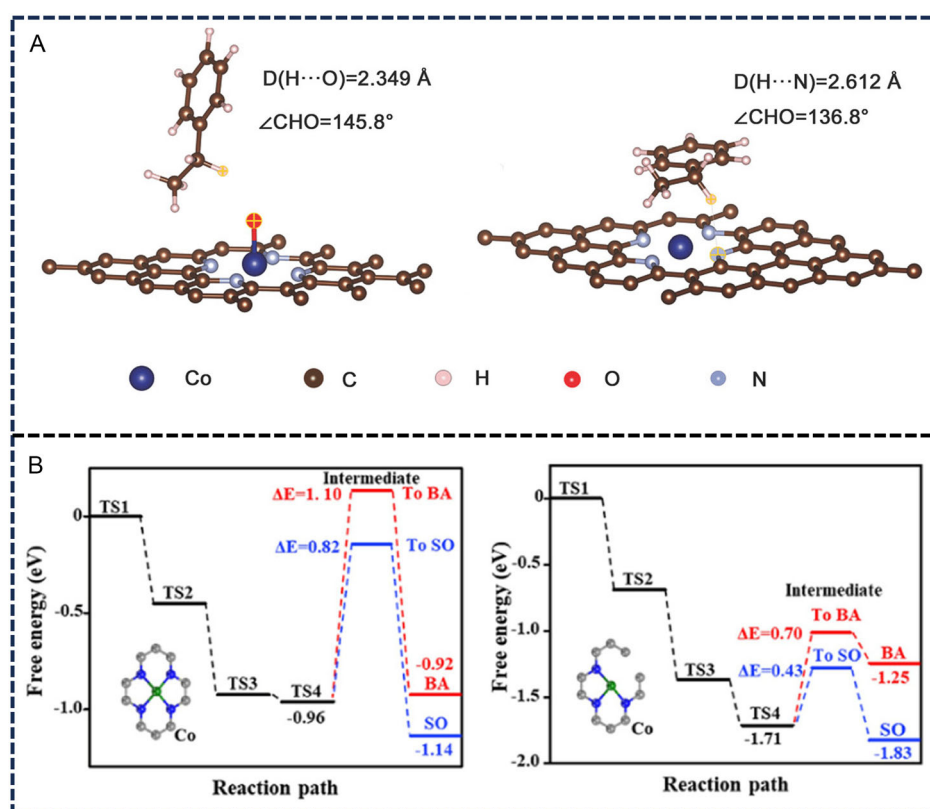 A
D(H···O)=2.349 Å
∠CHO=145.8°
D(H···N)=2.612 Å
∠CHO=136.8°
Co
C
H
O
N
B
Free energy (eV)
0
-0.5
-1.0
TS1
TS2
TS3
TS4
-0.96
Intermediate
ΔE=1. 10
To BA
ΔE=0.82
To SO
-0.92
BA
SO
-1.14
Co
Reaction path
Free energy (eV)
0
-0.5
-1.0
-1.5
-2.0
TS1
TS2
TS3
TS4
-1.71
Intermediate
To BA
ΔE=0.70
To SO
ΔE=0.43
BA
-1.25
SO
-1.83
Co
Reaction path